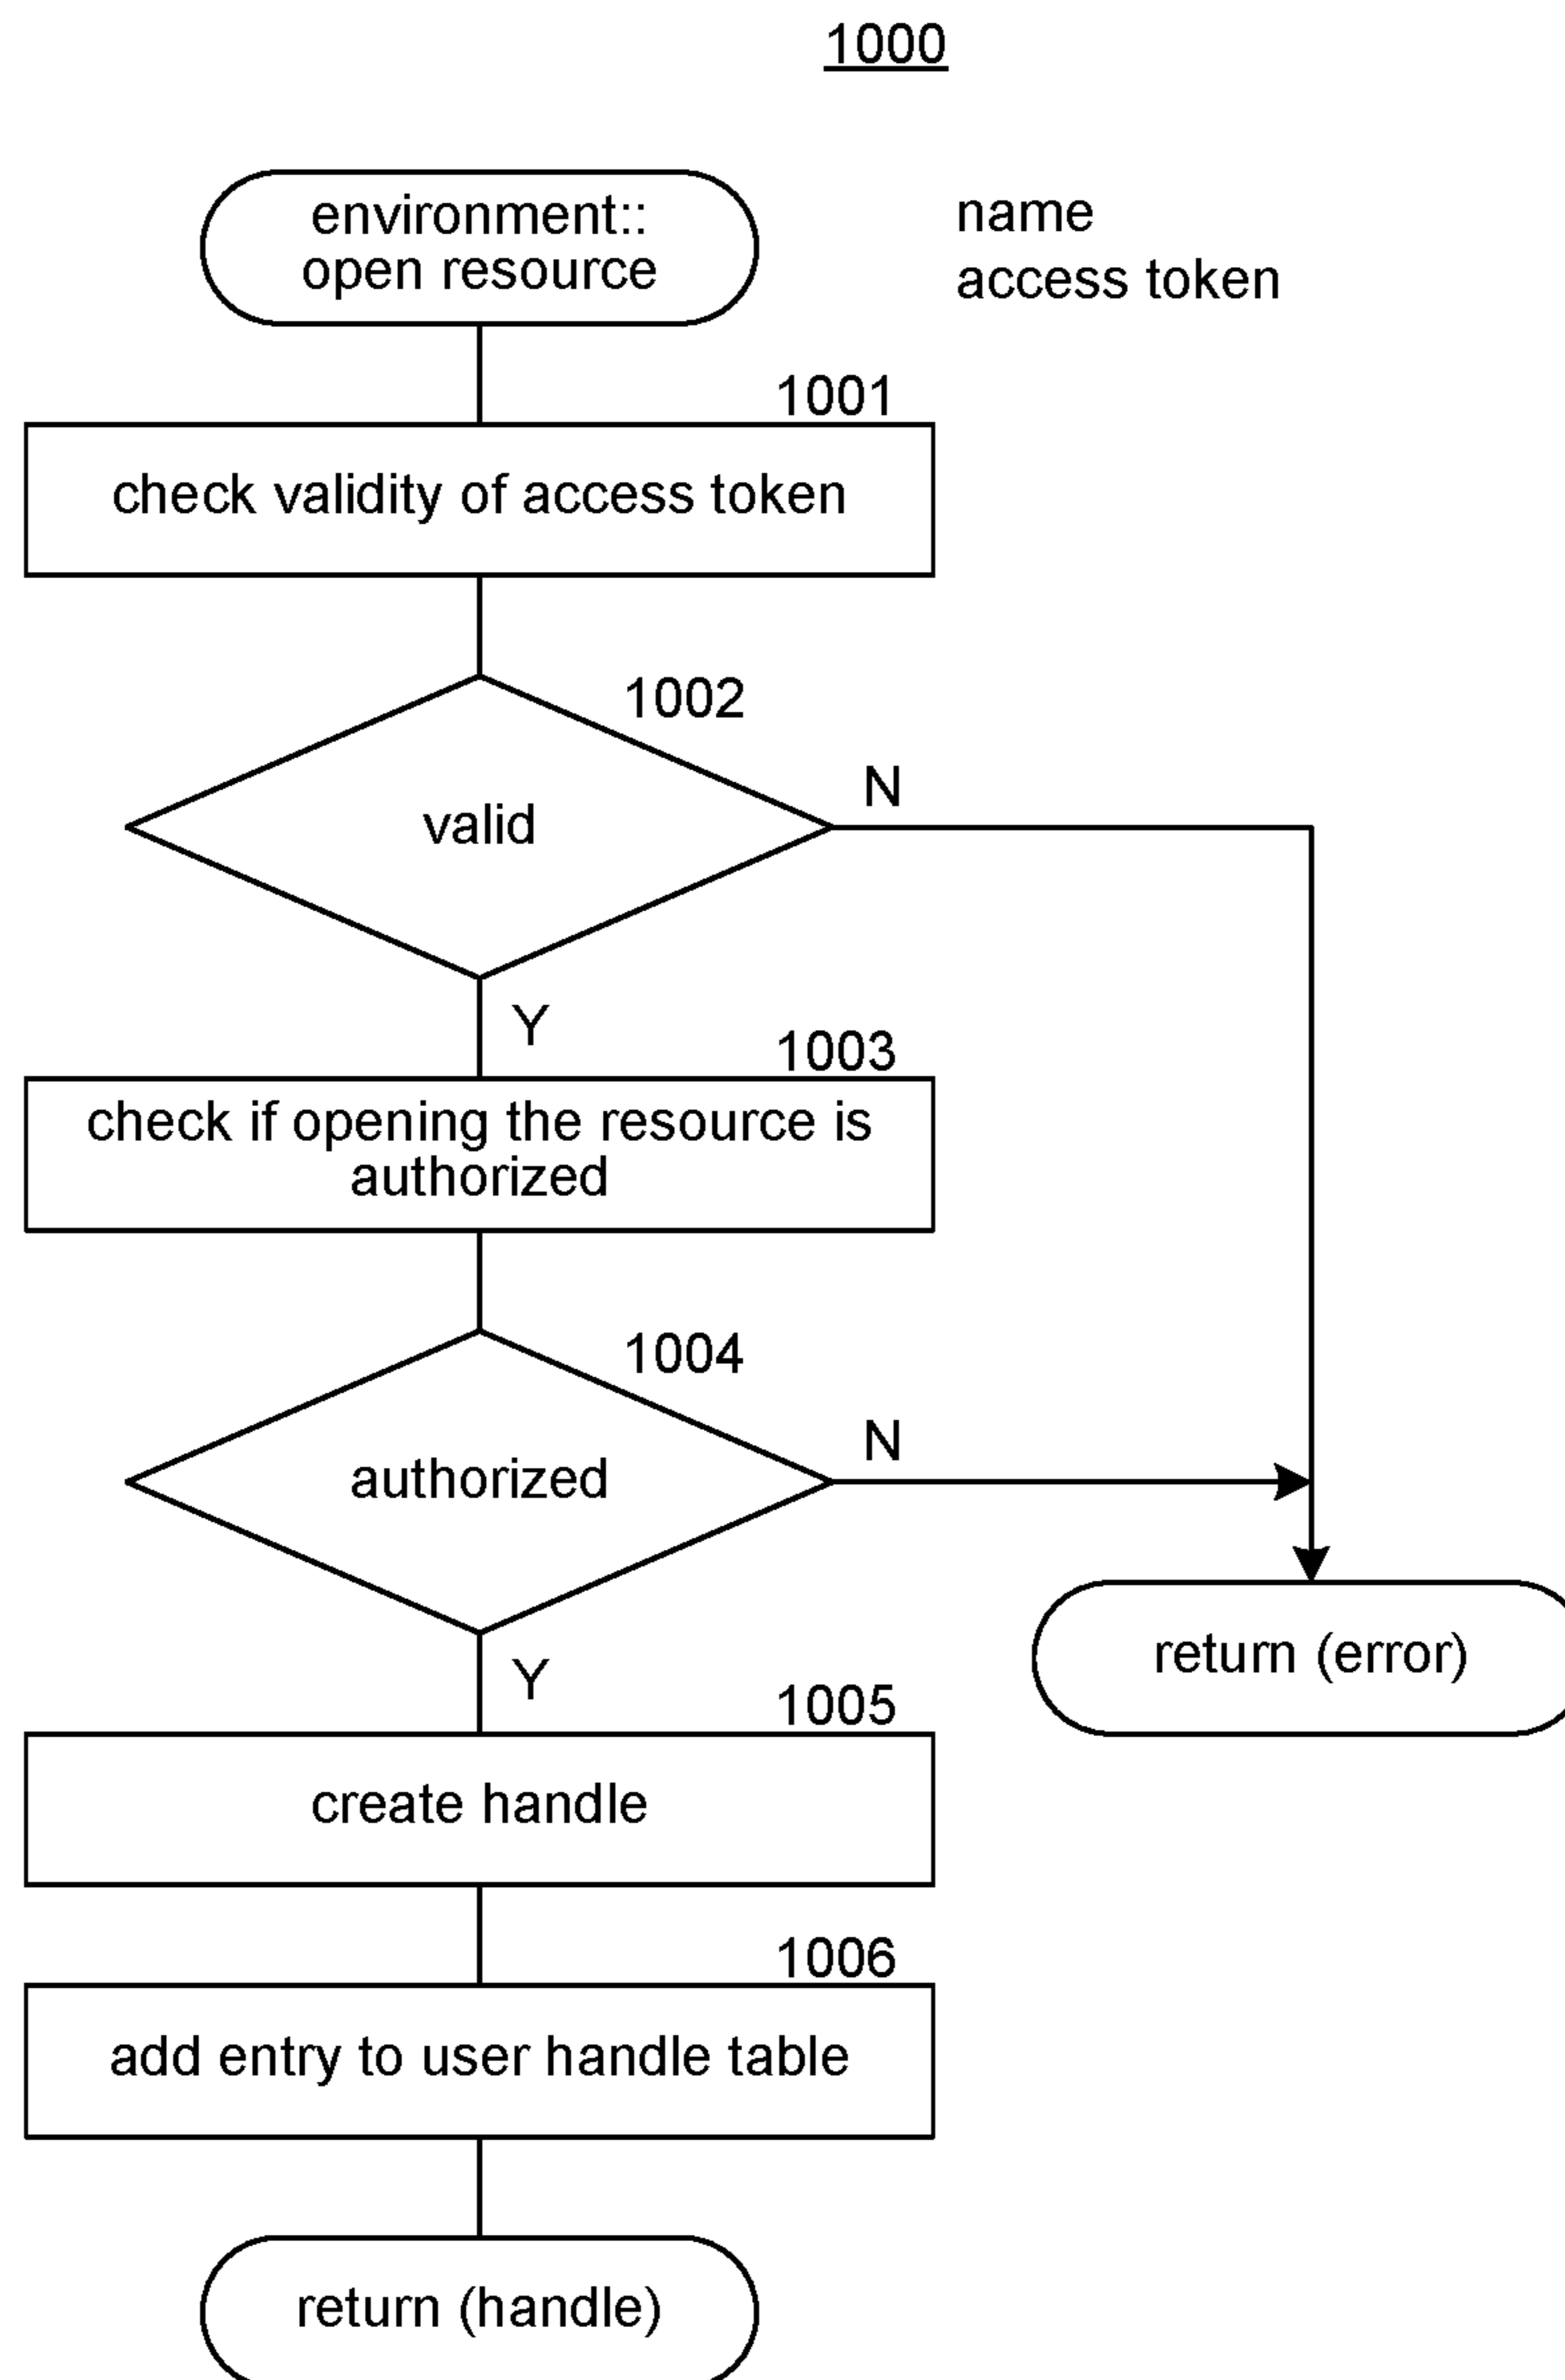 1000
environment::
open resource
name
access token
1001
check validity of access token
1002
valid
N
Y
1003
check if opening the resource is
authorized
1004
authorized
N
Y
return (error)
1005
create handle
1006
add entry to user handle table
return (handle)